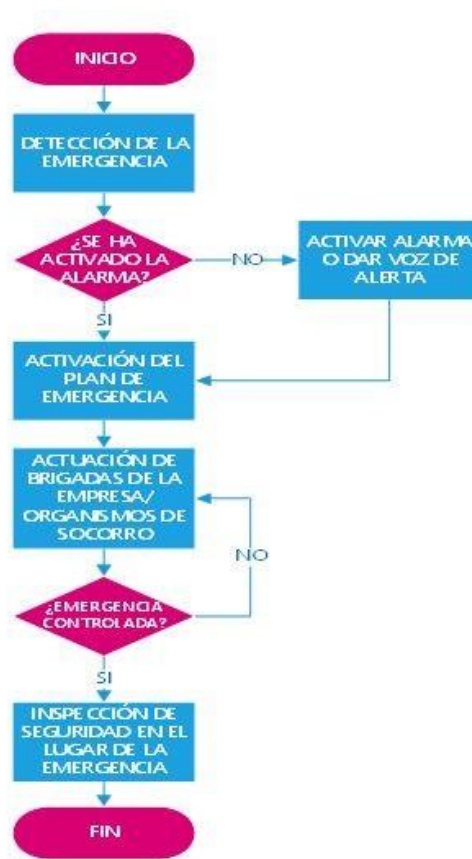 INICIO
DETECCIÓN DE LA
EMERGENCIA
¿SE HA
ACTIVADO LA
ALARMA?
NO
ACTIVAR ALARMA
O DAR VOZ DE
ALERTA
SI
ACTIVACIÓN DEL
PLAN DE
EMERGENCIA
ACTUACIÓN DE
BRIGADAS DE LA
EMPRESA/
ORGANISMOS DE
SOCORRO
NO
¿EMERGENCIA
CONTROLADA?
SI
INSPECCIÓN DE
SEGURIDAD EN EL
LUGAR DE LA
EMERGENCIA
FIN